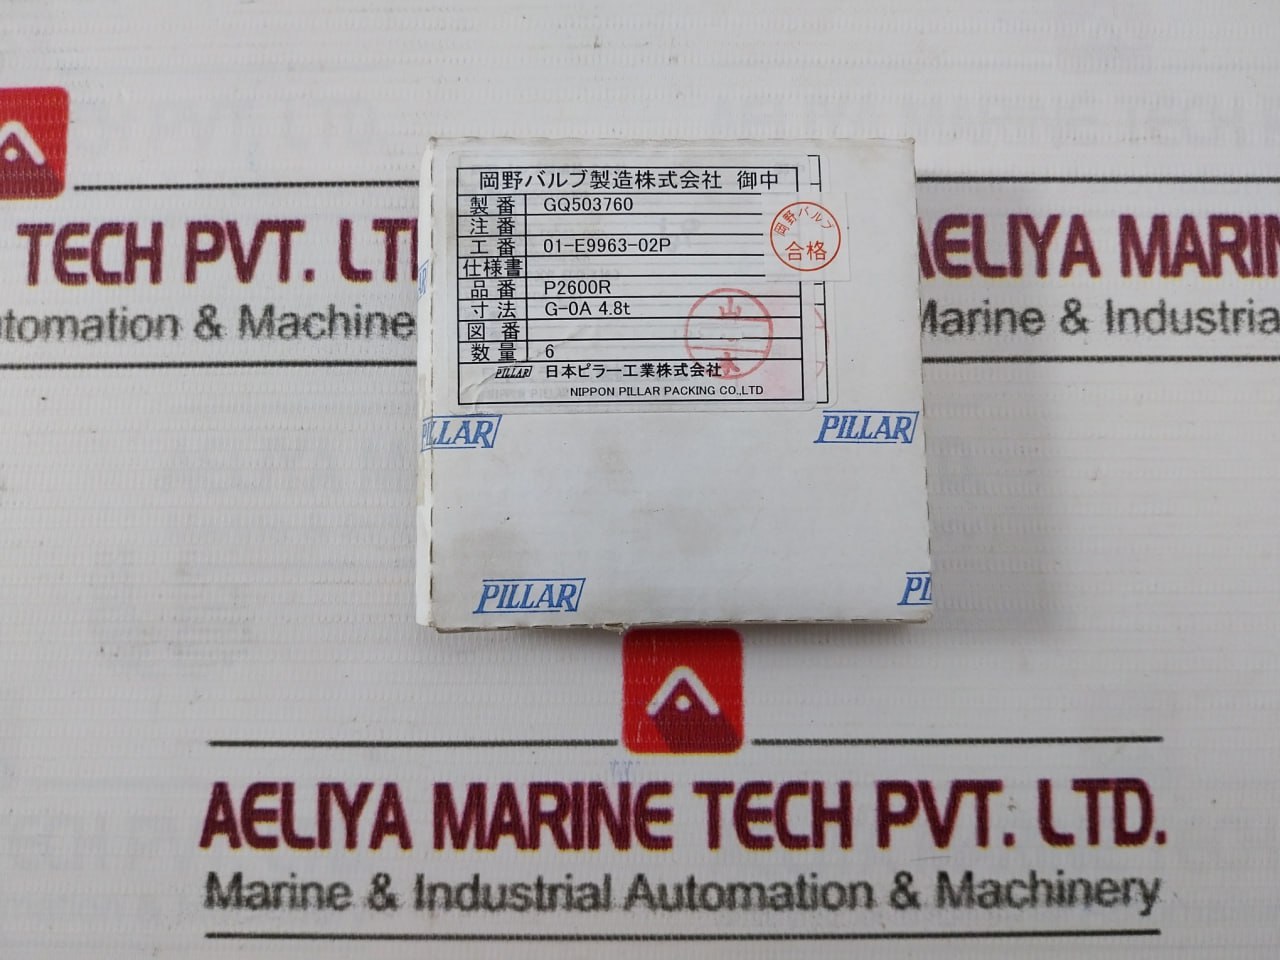 TECH PVT. LT
utomation & Machine
AELIYA MARIN
Marine & Industria
岡野バルブ製造株式会社 御中
製番 GQ503760
注番
工番 01-E9963-02P
仕様書
品番 P2600R
寸法 G-0A 4.8t
図番
数量 6
PILLAR 日本ピラー工業株式会社
NIPPON PILLAR PACKING CO.,LTD
岡野バルブ
合格
山
大
PILLAR
PILLAR
PILLAR
PIL
AELIYA MARINE TECH PVT. LTD.
Marine & Industrial Automation & Machinery